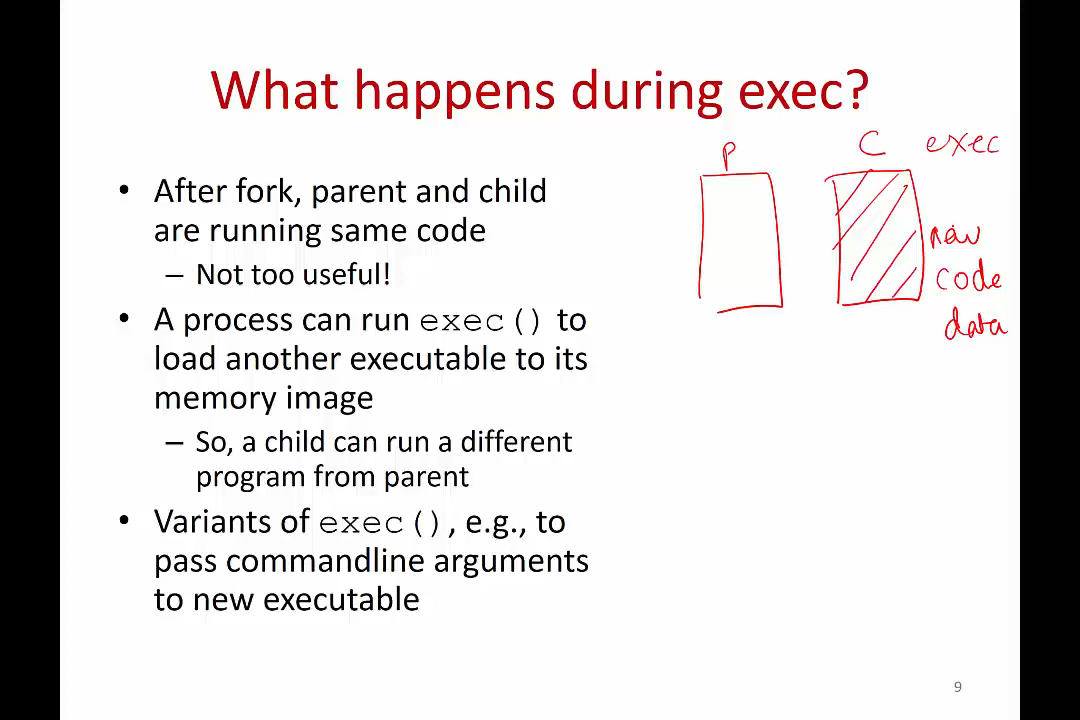 What happens during exec?
• After fork, parent and child
are running same code
– Not too useful!
• A process can run exec() to
load another executable to its
memory image
– So, a child can run a different
program from parent
• Variants of exec(), e.g., to
pass commandline arguments
to new executable
P
C exec
new
code
data
9